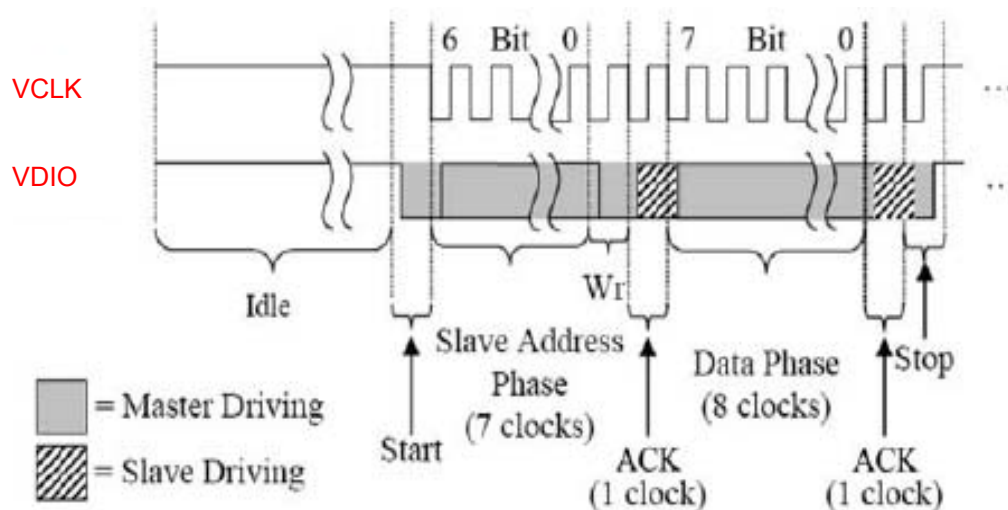 6 Bit 0 7 Bit 0
VCLK
...
VDIO
...
Idle
Wr
Slave Address
Phase
(7 clocks)
Data Phase
(8 clocks)
Stop
= Master Driving
= Slave Driving
Start
ACK
(1 clock)
ACK
(1 clock)